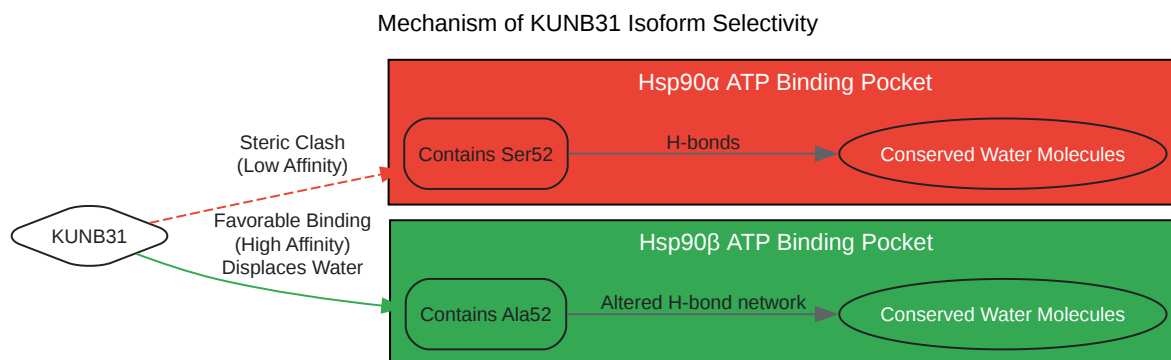 Mechanism of KUNB31 Isoform Selectivity
Hsp90α ATP Binding Pocket
Steric Clash
(Low Affinity)
Contains Ser52
H-bonds
Conserved Water Molecules
KUNB31
Favorable Binding
(High Affinity)
Displaces Water
Hsp90β ATP Binding Pocket
Contains Ala52
Altered H-bond network
Conserved Water Molecules